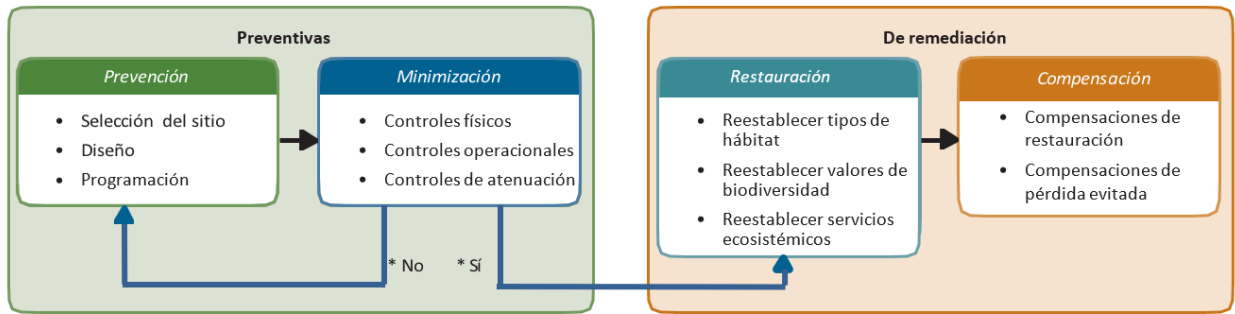 Preventivas
Prevención
• Selección del sitio
• Diseño
• Programación
Minimización
• Controles físicos
• Controles operacionales
• Controles de atenuación
* No
* Sí
De remediación
Restauración
• Reestablecer tipos de
hábitat
• Reestablecer valores de
biodiversidad
• Reestablecer servicios
ecosistémicos
Compensación
• Compensaciones de
restauración
• Compensaciones de
pérdida evitada